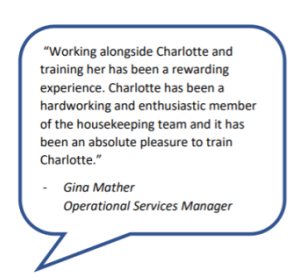 “Working alongside Charlotte and
training her has been a rewarding
experience. Charlotte has been a
hardworking and enthusiastic member
of the housekeeping team and it has
been an absolute pleasure to train
Charlotte.”
- Gina Mather
Operational Services Manager